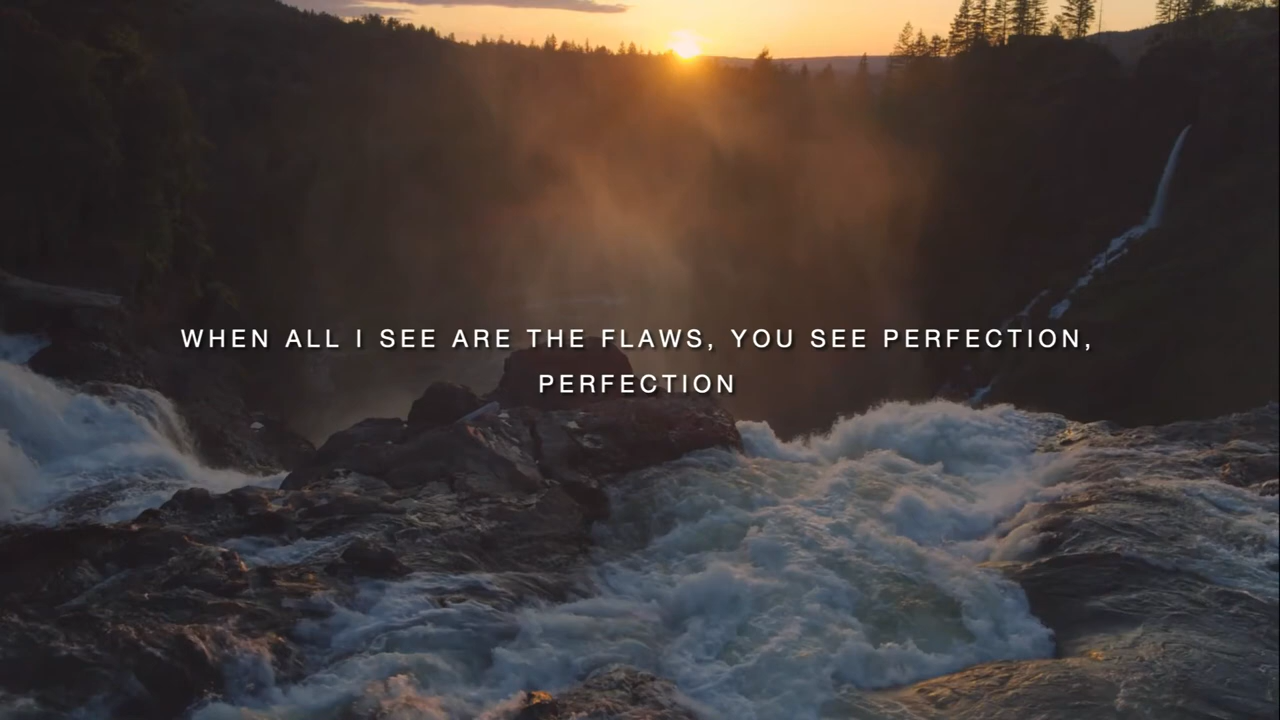 WHEN ALL I SEE ARE THE FLAWS, YOU SEE PERFECTION,
PERFECTION